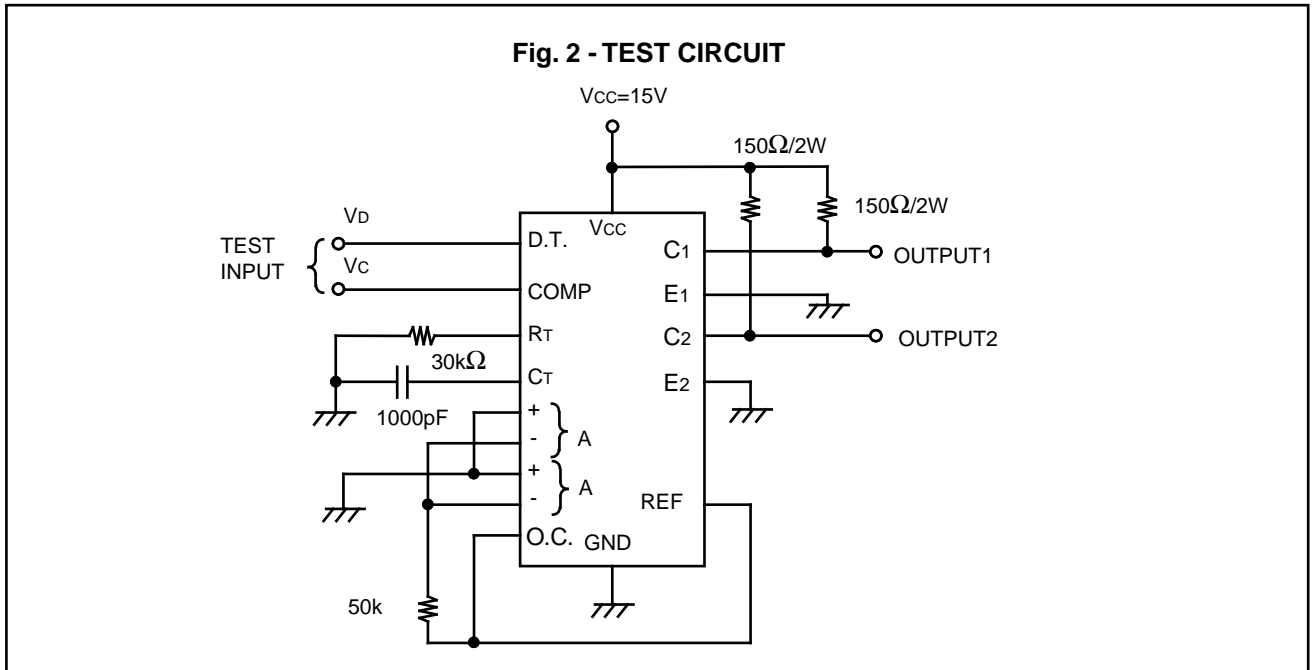 Fig. 2 - TEST CIRCUIT
VCC=15V
150Ω/2W
150Ω/2W
VD
TEST
INPUT
VC
D.T.
VCC
C1
OUTPUT1
COMP
E1
RT
30kΩ
C2
OUTPUT2
CT
1000pF
E2
+
-
A
+
-
A
REF
O.C.
GND
50k